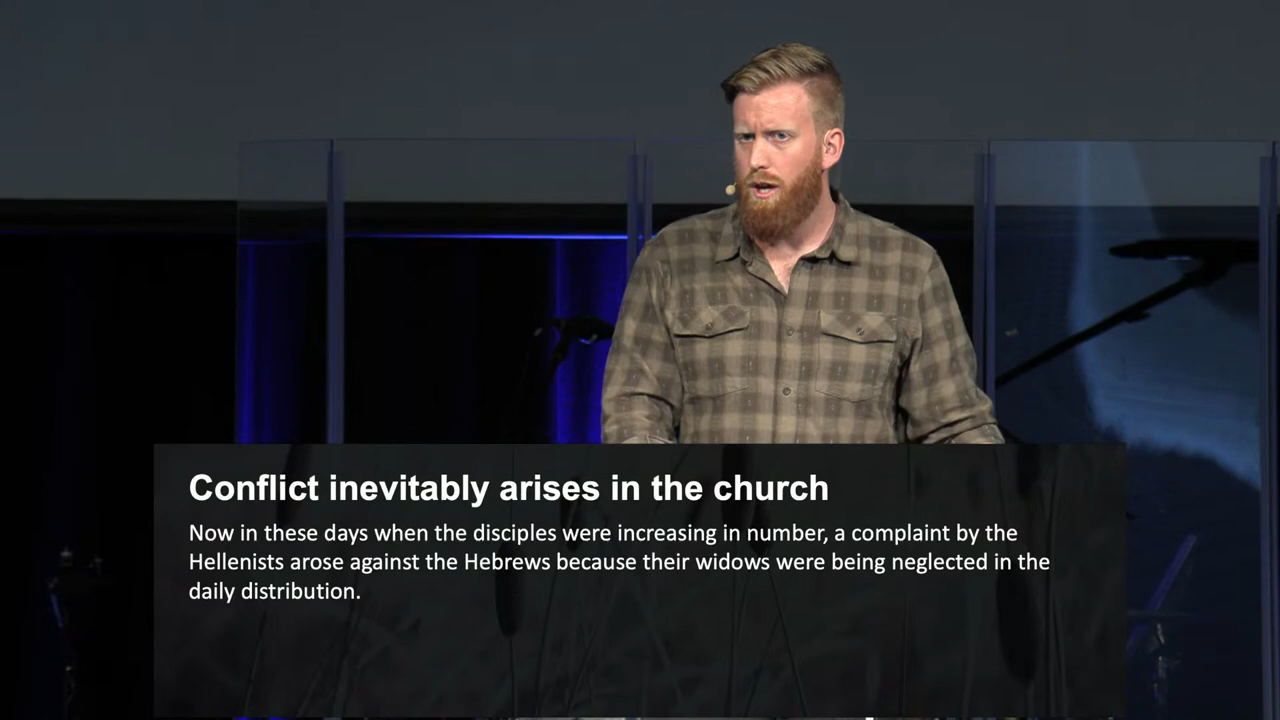 Conflict inevitably arises in the church
Now in these days when the disciples were increasing in number, a complaint by the
Hellenists arose against the Hebrews because their widows were being neglected in the
daily distribution.